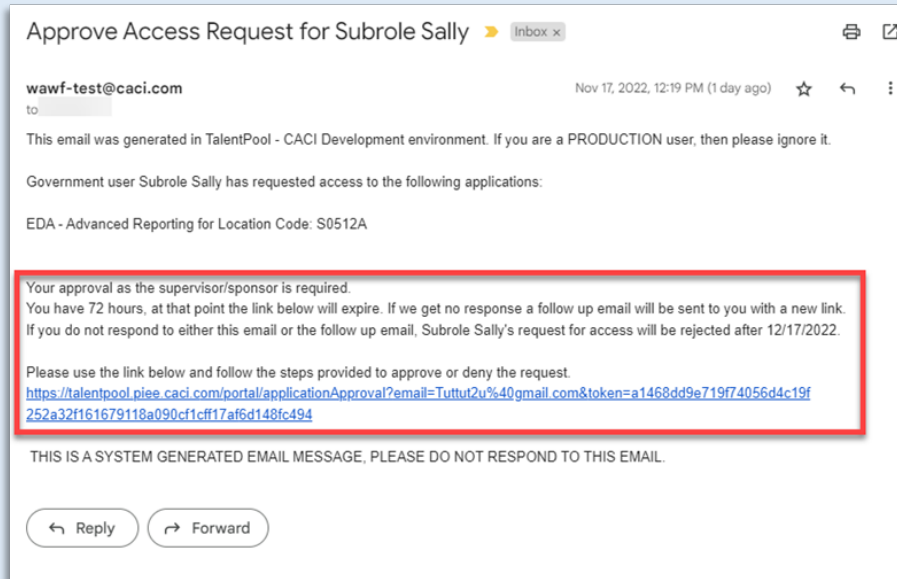 Approve Access Request for Subrole Sally Inbox x
wawf-test@caci.com Nov 17, 2022, 12:19 PM (1 day ago)
to
This email was generated in TalentPool - CACI Development environment. If you are a PRODUCTION user, then please ignore it.
Government user Subrole Sally has requested access to the following applications:
EDA - Advanced Reporting for Location Code: S0512A
Your approval as the supervisor/sponsor is required.
You have 72 hours, at that point the link below will expire. If we get no response a follow up email will be sent to you with a new link.
If you do not respond to either this email or the follow up email, Subrole Sally's request for access will be rejected after 12/17/2022.
Please use the link below and follow the steps provided to approve or deny the request.
https://talentpool.piee.caci.com/portal/applicationApproval?email=Tuttut2u%40gmail.com&token=a1468dd9e719f74056d4c19f
252a32f161679118a090cf1cff17af6d148fc494
THIS IS A SYSTEM GENERATED EMAIL MESSAGE, PLEASE DO NOT RESPOND TO THIS EMAIL.
Reply Forward